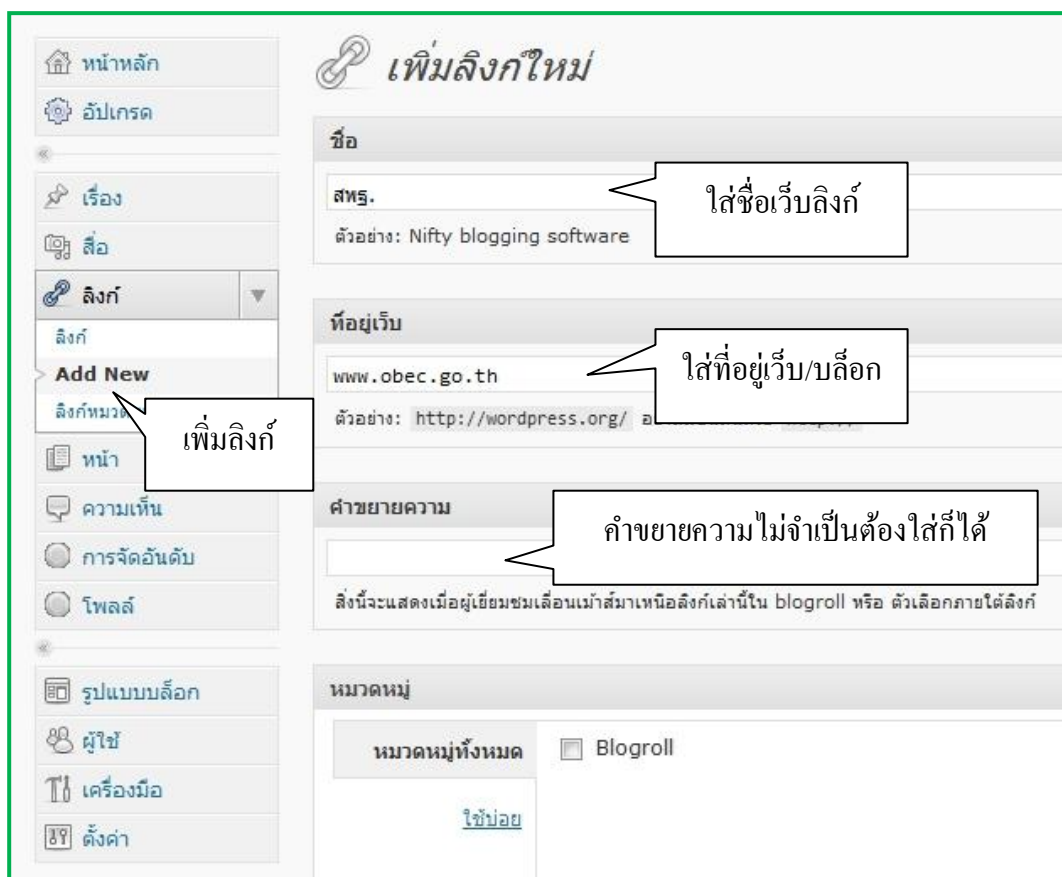 หน้าหลัก
อัปเกรด
เรื่อง
สื่อ
ลิงก์
ลิงก์
Add New
ลิงก์หมวด
เพิ่มลิงก์
หน้า
ความเห็น
การจัดอันดับ
โพลล์
รูปแบบบล็อก
ผู้ใช้
เครื่องมือ
ตั้งค่า
เพิ่มลิงก์ใหม่
ชื่อ
สพฐ.
ใส่ชื่อเว็บลิงก์
ตัวอย่าง: Nifty blogging software
ที่อยู่เว็บ
www.obec.go.th
ใส่ที่อยู่เว็บ/บล็อก
ตัวอย่าง: http://wordpress.org/
คำขยายความ
คำขยายความไม่จำเป็นต้องใส่ก็ได้
สิ่งนี้จะแสดงเมื่อผู้เยี่ยมชมเลื่อนเม้าส์มาเหนือลิงก์เล่านี้ใน blogroll หรือ ตัวเลือกภายใต้ลิงก์
หมวดหมู่
หมวดหมู่ทั้งหมด
Blogroll
ใช้บ่อย